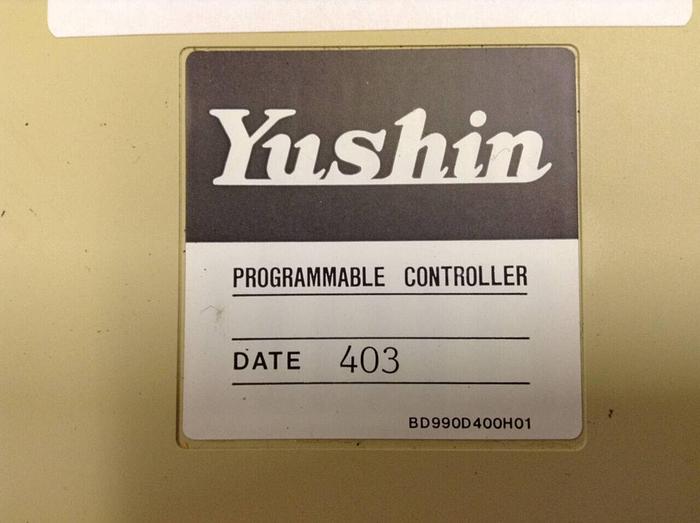 Yushin
PROGRAMMABLE CONTROLLER
DATE 403
BD990D400H01